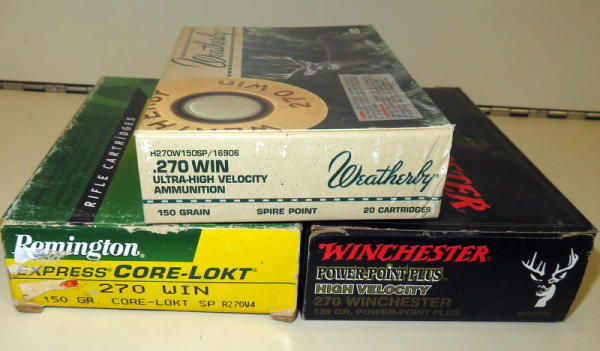 Weatherby
WEATHERBY
270 WIN
H270W150SP/16906
.270 WIN
ULTRA-HIGH VELOCITY
AMMUNITION
Weatherby
150 GRAIN SPIRE POINT 20 CARTRIDGES
RIFLE CARTRIDGES
Remington
EXPRESS CORE-LOKT
270 WIN
150 GR. CORE-LOKT SP R270W4
WINCHESTER
POWER-POINT PLUS
HIGH VELOCITY
270 WINCHESTER
130 GR. POWER-POINT PLUS